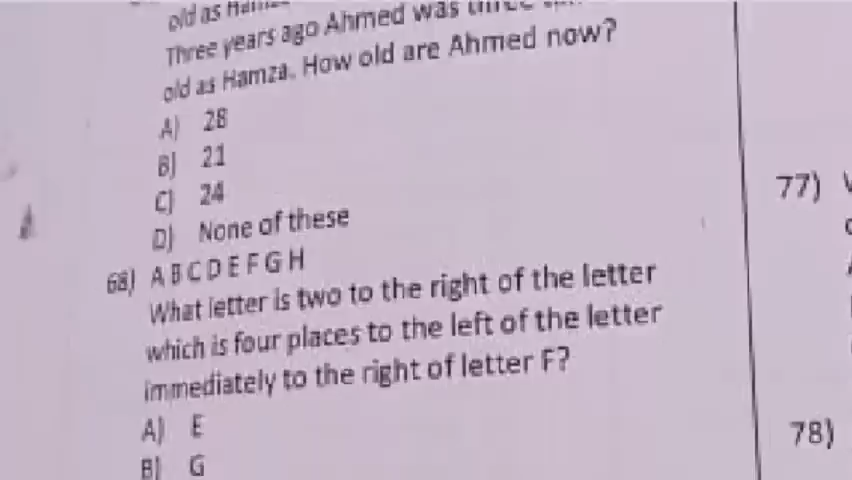 old as
Three years ago Ahmed was
old as Hamza. How old are Ahmed now?
A) 28
B) 21
C) 24
D) None of these
68) A B C D E F G H
What letter is two to the right of the letter
which is four places to the left of the letter
immediately to the right of letter F?
A) E
B) G
77)
78)